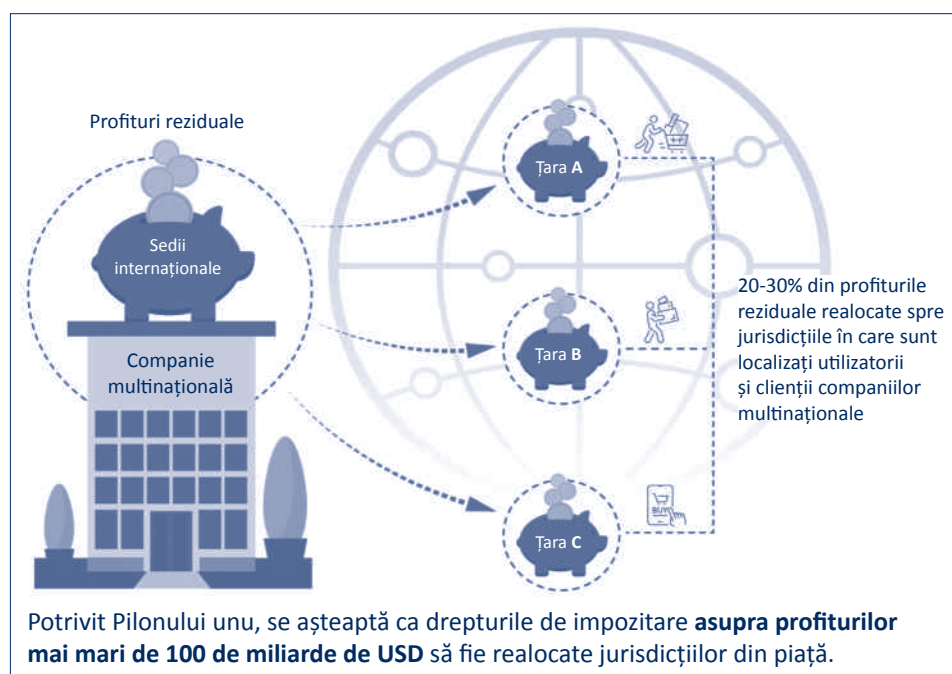 Profituri reziduale
Sedii
internaționale
Companie
multinațională
Țara A
Țara B
Țara C
BUY
20-30% din profiturile
reziduale realocate spre
jurisdicțiile în care sunt
localizați utilizatorii
și clienții companiilor
multinaționale
Potrivit Pilonului unu, se așteaptă ca drepturile de impozitare asupra profiturilor
mai mari de 100 de miliarde de USD să fie realocate jurisdicțiilor din piață.